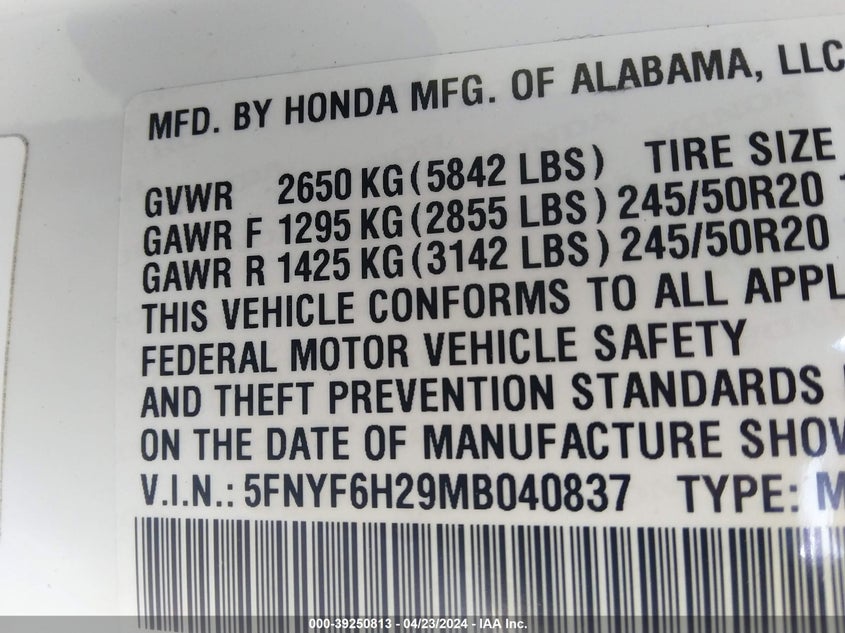 MFD. BY HONDA MFG. OF ALABAMA, LLC
GVWR 2650 KG (5842 LBS) TIRE SIZE
GAWR F 1295 KG (2855 LBS) 245/50R20 1
GAWR R 1425 KG (3142 LBS) 245/50R20
THIS VEHICLE CONFORMS TO ALL APPL
FEDERAL MOTOR VEHICLE SAFETY
AND THEFT PREVENTION STANDARDS
ON THE DATE OF MANUFACTURE SHOW
V.I.N.: 5FNYF6H29MB040837 TYPE: M
000-39250813 - 04/23/2024 - IAA Inc.